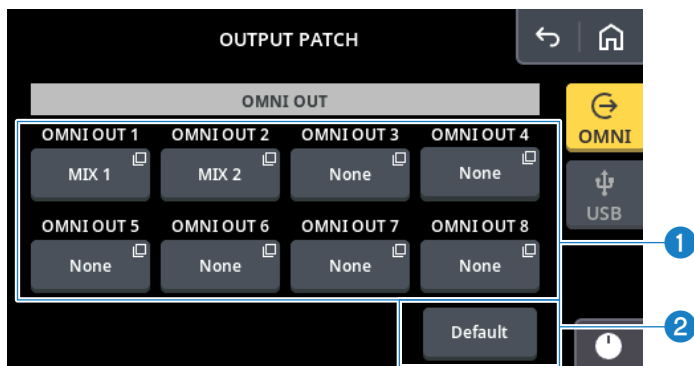 OUTPUT PATCH
OMNI OUT
OMNI
OMNI OUT 1 OMNI OUT 2 OMNI OUT 3 OMNI OUT 4
MIX 1 MIX 2 None None
USB
OMNI OUT 5 OMNI OUT 6 OMNI OUT 7 OMNI OUT 8
1
None None None None
Default
2